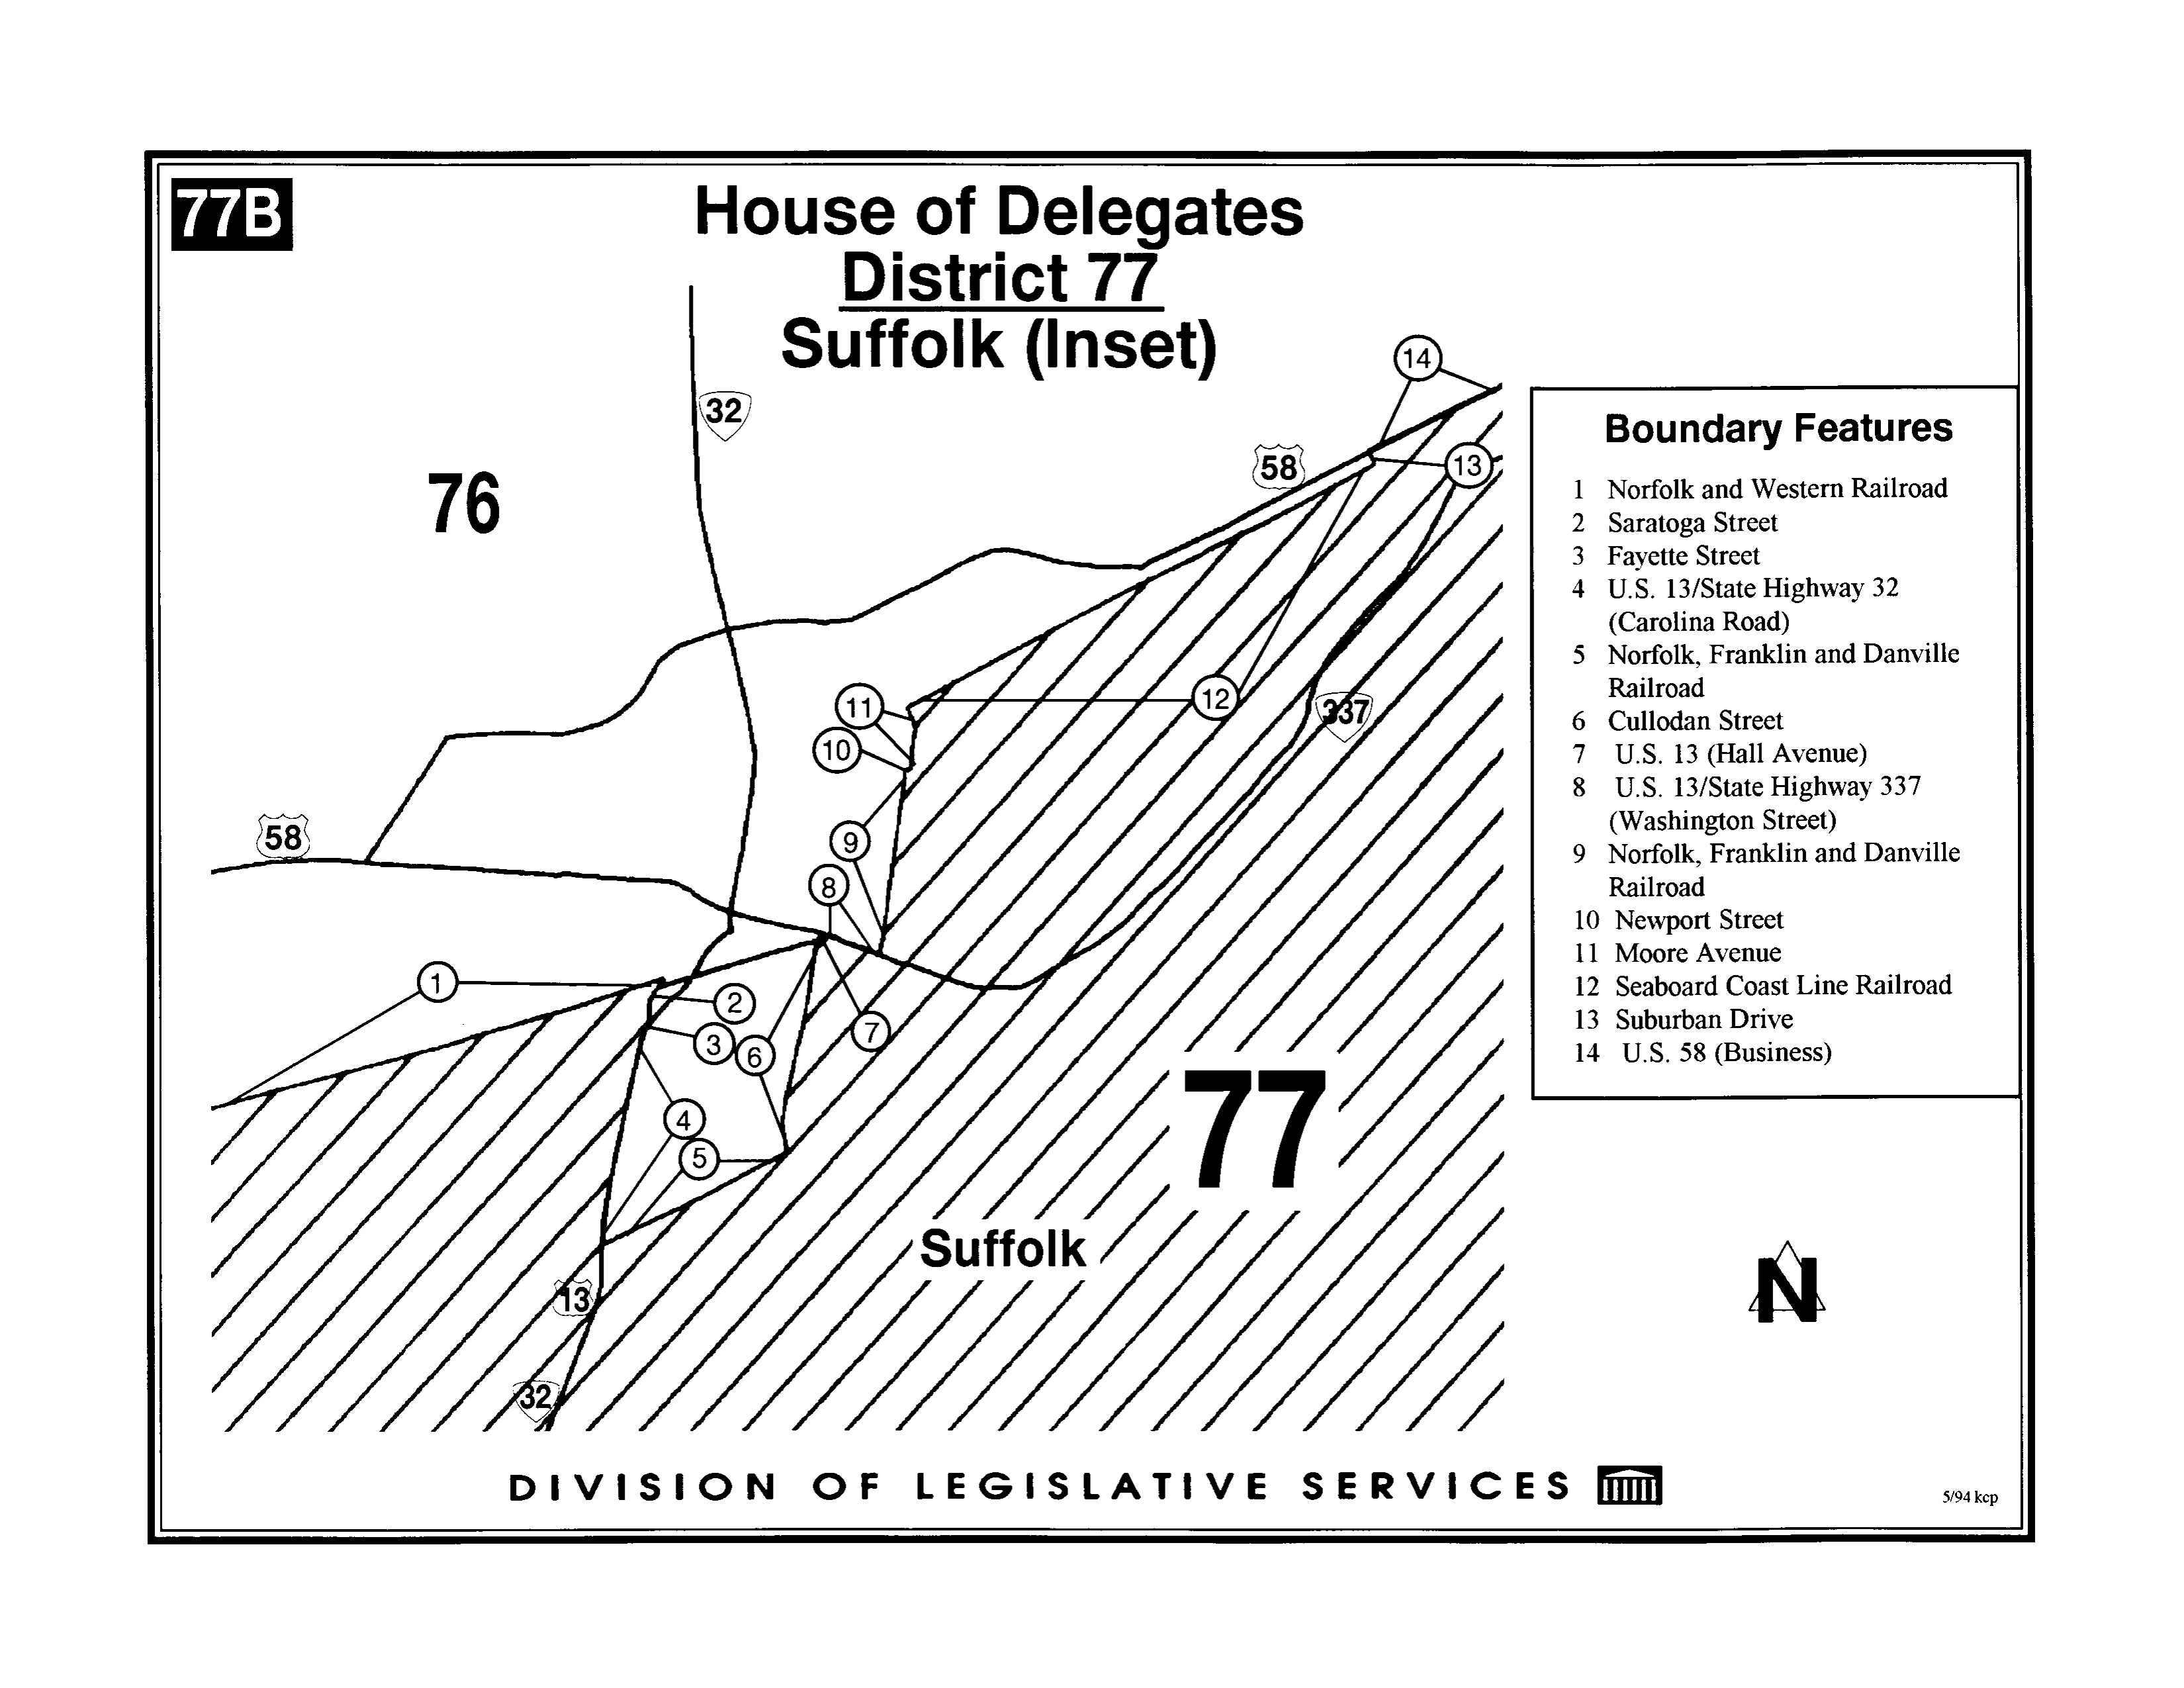 77B
House of Delegates
District 77
Suffolk (Inset)
14
32
58
13
76
Boundary Features
1 Norfolk and Western Railroad
2 Saratoga Street
3 Fayette Street
4 U.S. 13/State Highway 32
(Carolina Road)
5 Norfolk, Franklin and Danville
Railroad
6 Cullodan Street
7 U.S. 13 (Hall Avenue)
8 U.S. 13/State Highway 337
(Washington Street)
9 Norfolk, Franklin and Danville
Railroad
10 Newport Street
11 Moore Avenue
12 Seaboard Coast Line Railroad
13 Suburban Drive
14 U.S. 58 (Business)
11
12
337
10
58
9
8
1
2
3
6
7
77
4
5
Suffolk
13
32
N
DIVISION OF LEGISLATIVE SERVICES
5/94 kcp